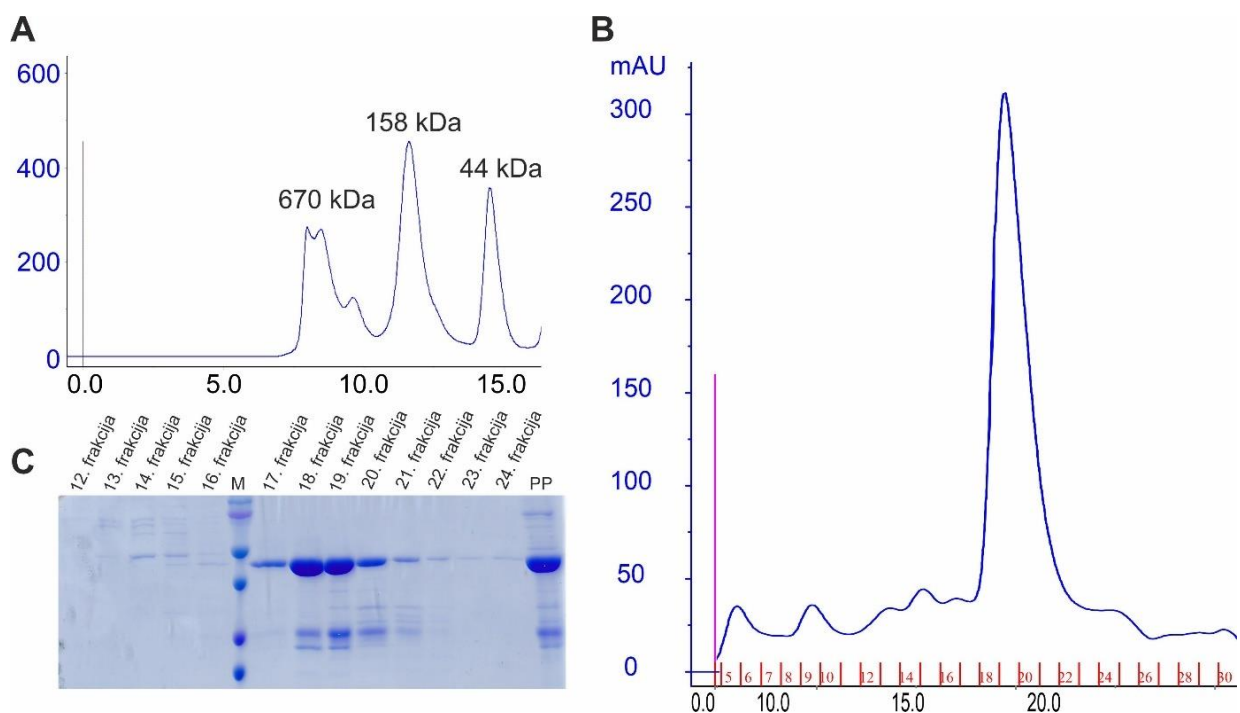 A
600
400
200
0
670 kDa
158 kDa
44 kDa
0.0 5.0 10.0 15.0
B
mAU
300
250
200
150
100
50
0
5 6 7 8 9 10 12 14 16 18 20 22 24 26 28 30
0.0 10.0 15.0 20.0
C
12. frakcija
13. frakcija
14. frakcija
15. frakcija
16. frakcija
M
17. frakcija
18. frakcija
19. frakcija
20. frakcija
21. frakcija
22. frakcija
23. frakcija
24. frakcija
PP